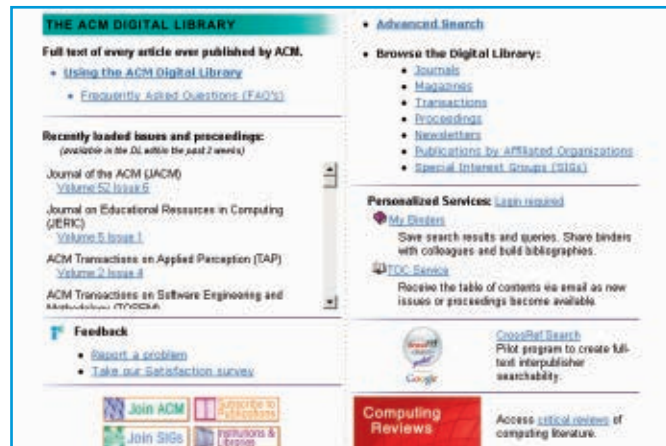 THE ACM DIGITAL LIBRARY
Full text of every article ever published by ACM.
• Using the ACM Digital Library
• Frequently Asked Questions (FAQ's)
Recently loaded issues and proceedings:
(available in the DL within the past 2 weeks)
Journal of the ACM (JACM)
Volume 52 Issue 6
Journal on Educational Resources in Computing
(JERIC)
Volume 5 Issue 1
ACM Transactions on Applied Perception (TAP)
Volume 2 Issue 4
ACM Transactions on Software Engineering and
Methodology (TOSEM)
Feedback
• Report a problem
• Take our Satisfaction survey
Join ACM
Subscribe to
Publications
Join SIGs
Institutions &
Libraries
• Advanced Search
• Browse the Digital Library:
• Journals
• Magazines
• Transactions
• Proceedings
• Newsletters
• Publications by Affiliated Organizations
• Special Interest Groups (SIGs)
Personalized Services: Login required
My Binders
Save search results and queries. Share binders
with colleagues and build bibliographies.
TOC Service
Receive the table of contents via email as new
issues or proceedings become available.
Google
CrossRef Search
Pilot program to create full-
text interpublisher
searchability.
Computing
Reviews
Access critical reviews of
computing literature.